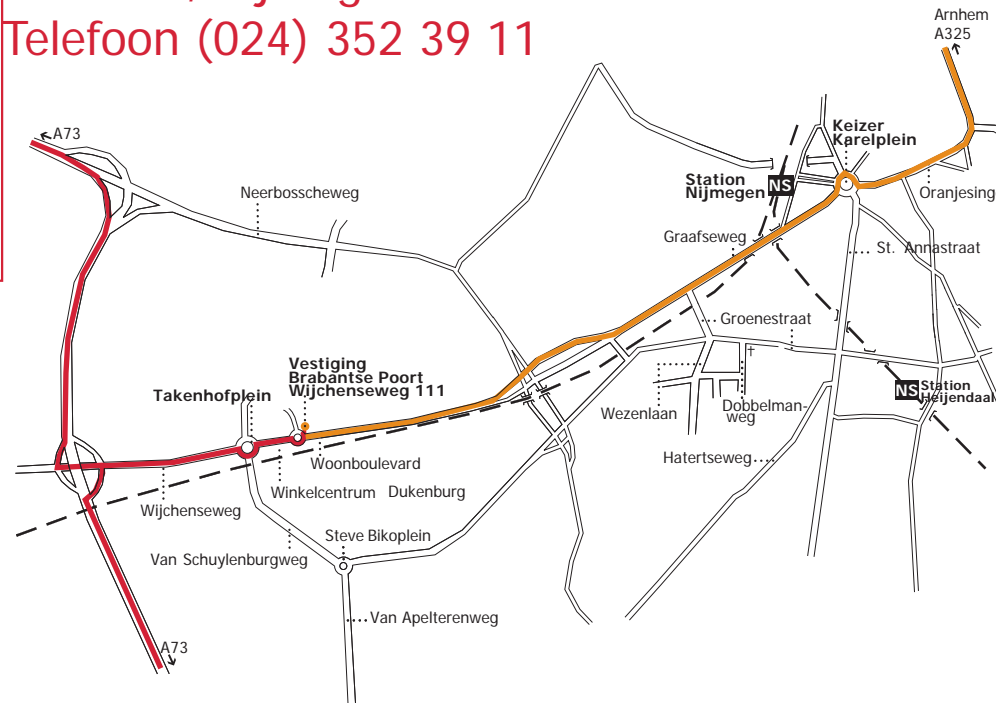 Telefoon (024) 352 39 11
Arnhem
A325
A73
Keizer
Karelplein
Neerbosscheweg
Station
Nijmegen
NS
Oranjesing
Graafseweg
St. Annastraat
Groenestraat
Vestiging
Brabantse Poort
Wijchenseweg 111
Takenhofplein
NS
Station
Heijendaal
Wezenlaan
Dobbelman-
weg
Woonboulevard
Hatertseweg
Winkelcentrum Dukenburg
Wijchenseweg
Steve Bikoplein
Van Schuylenburgweg
Van Apelterenweg
A73